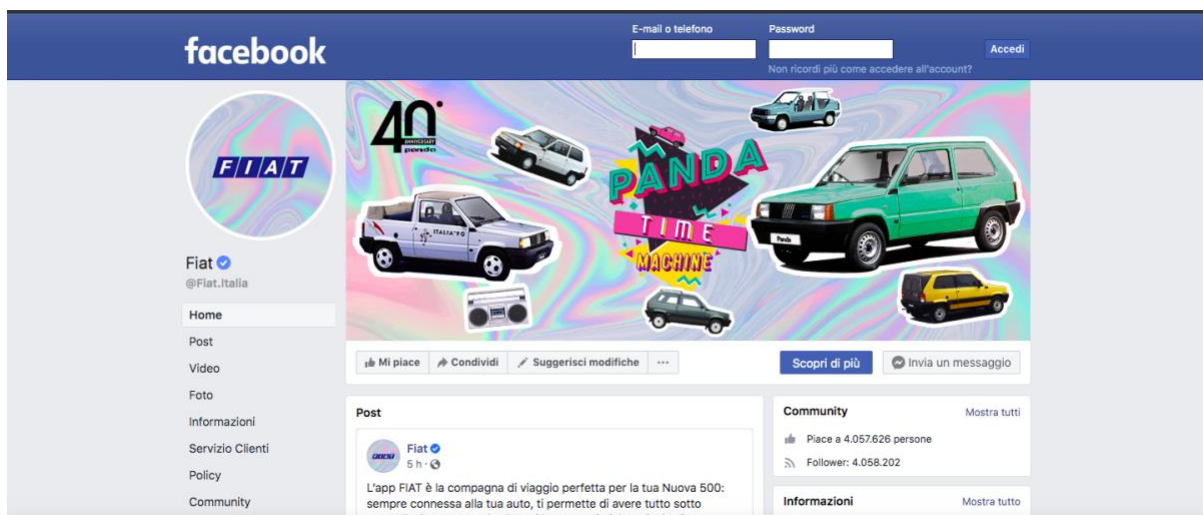 facebook
E-mail o telefono
Password
Accedi
Non ricordi più come accedere all'account?
FIAT
Fiat
@Fiat.Italia
Home
Post
Video
Foto
Informazioni
Servizio Clienti
Policy
Community
40°
ANNIVERSARY
panda
ITALIA'90
PANDA
TIME
MACHINE
Panda
Mi piace
Condividi
Suggerisci modifiche
...
Scopri di più
Invia un messaggio
Post
Fiat
5 h ·
L'app FIAT è la compagna di viaggio perfetta per la tua Nuova 500:
sempre connessa alla tua auto, ti permette di avere tutto sotto
Community
Mostra tutti
Piace a 4.057.626 persone
Follower: 4.058.202
Informazioni
Mostra tutto